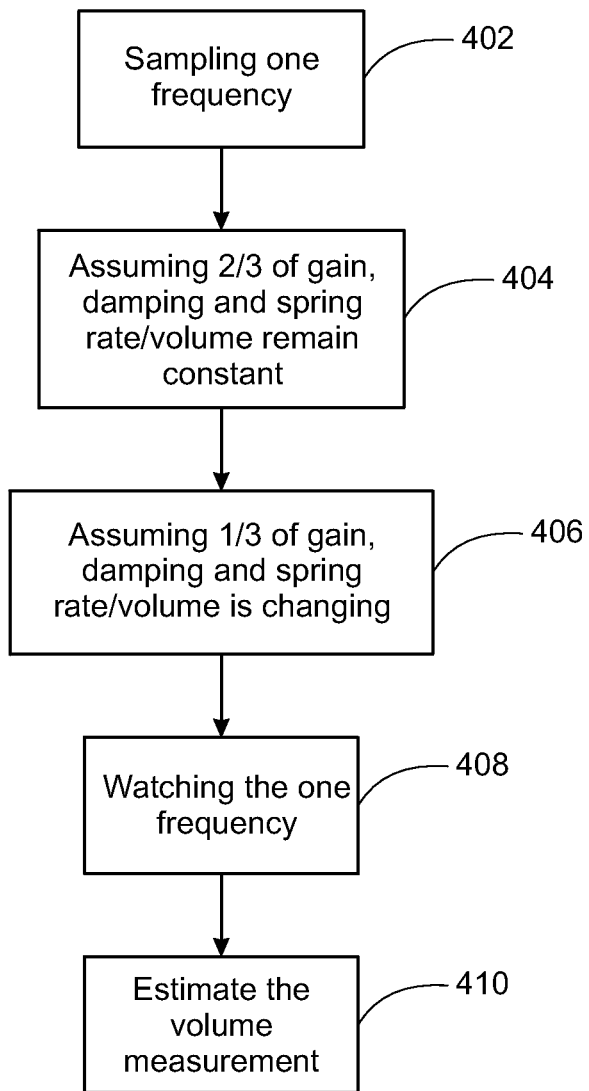 Sampling one
frequency
402
Assuming 2/3 of gain,
damping and spring
rate/volume remain
constant
404
Assuming 1/3 of gain,
damping and spring
rate/volume is changing
406
Watching the one
frequency
408
Estimate the
volume
measurement
410